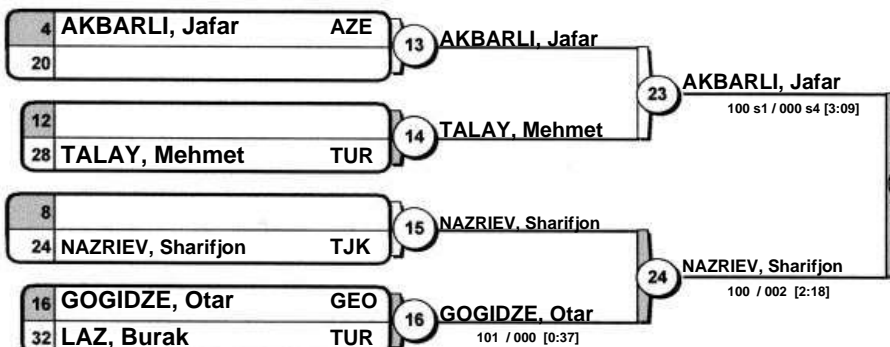 4 AKBARLI, Jafar AZE
20
13 AKBARLI, Jafar
23 AKBARLI, Jafar
100 s1 / 000 s4 [3:09]
12
28 TALAY, Mehmet TUR
14 TALAY, Mehmet
8
24 NAZRIEV, Sharifjon TJK
15 NAZRIEV, Sharifjon
24 NAZRIEV, Sharifjon
100 / 002 [2:18]
16 GOGIDZE, Otar GEO
32 LAZ, Burak TUR
16 GOGIDZE, Otar
101 / 000 [0:37]